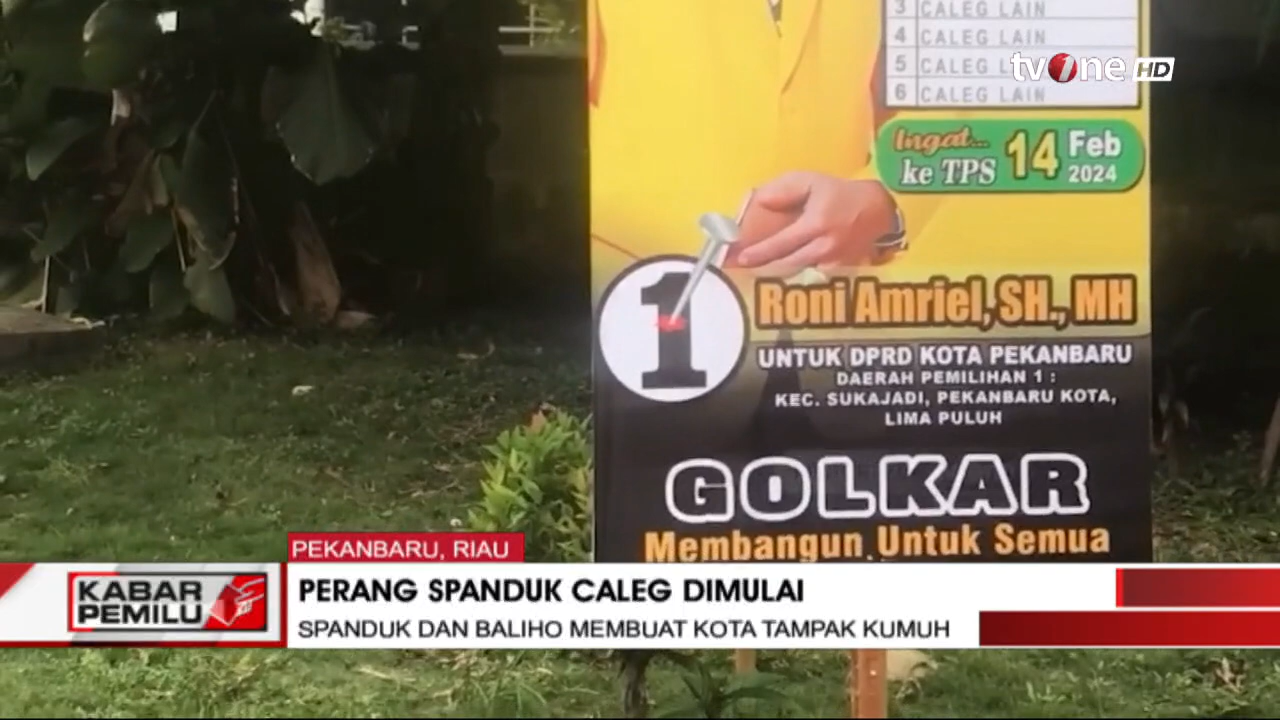 3 CALEG LAIN
4 CALEG LAIN
5 CALEG L
6 CALEG LAIN
tvOne HD
Ingat...
ke TPS 14 Feb 2024
1
Roni Amriel, SH., MH
UNTUK DPRD KOTA PEKANBARU
DAERAH PEMILIHAN 1 :
KEC. SUKAJADI, PEKANBARU KOTA,
LIMA PULUH
GOLKAR
Membangun Untuk Semua
PEKANBARU, RIAU
KABAR PEMILU
PERANG SPANDUK CALEG DIMULAI
SPANDUK DAN BALIHO MEMBUAT KOTA TAMPAK KUMUH